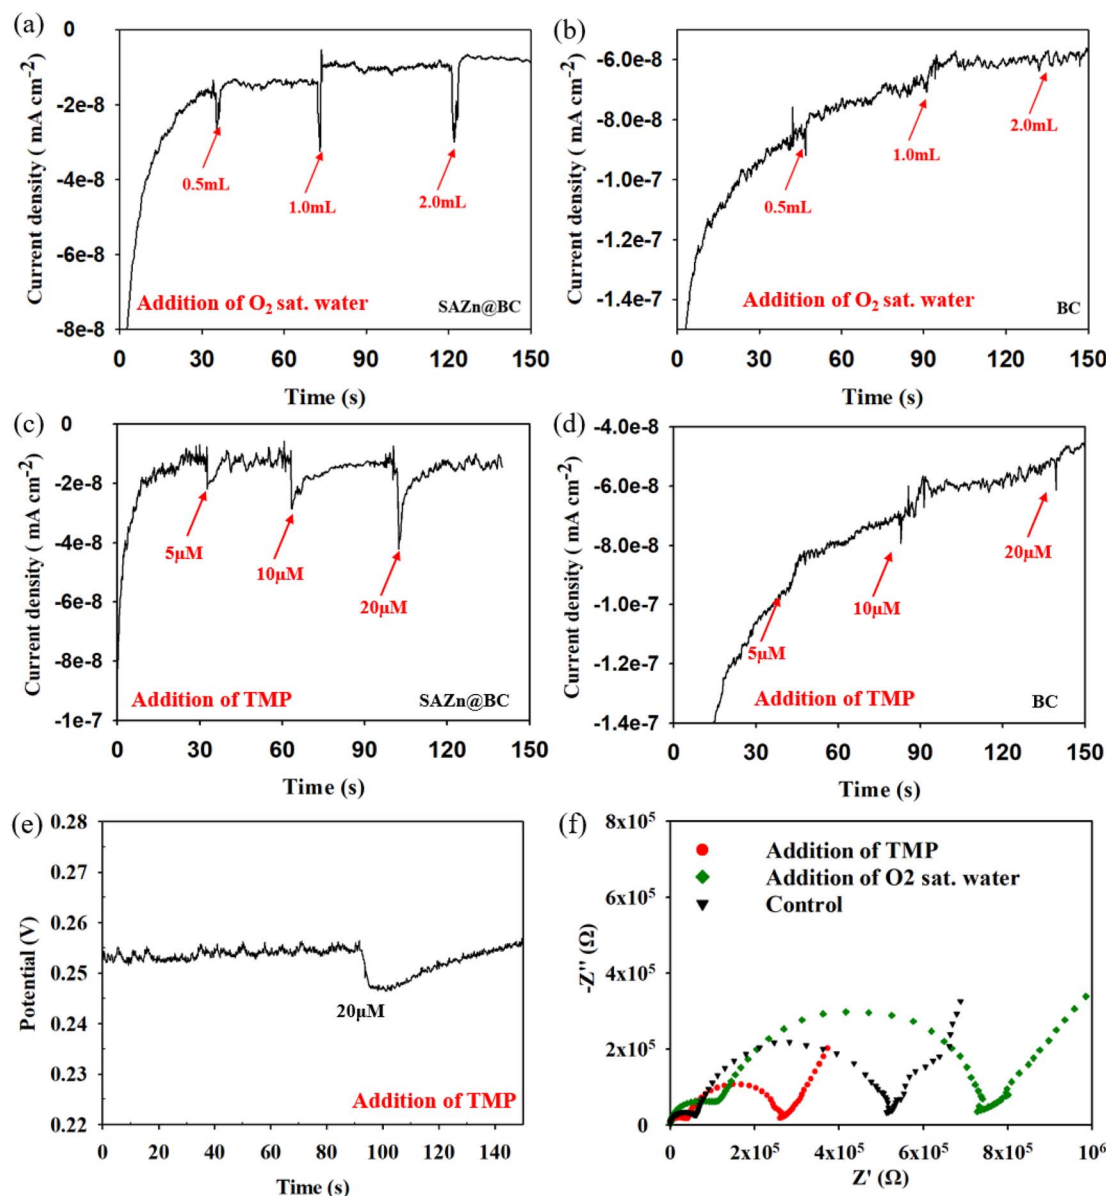 (a)
0
-2e-8
-4e-8
-6e-8
-8e-8
Current density ( mA cm⁻²)
0.5mL
1.0mL
2.0mL
Addition of O₂ sat. water
SAZn@BC
0 30 60 90 120 150
Time (s)
(b)
-6.0e-8
-8.0e-8
-1.0e-7
-1.2e-7
-1.4e-7
Current density ( mA cm⁻²)
0.5mL
1.0mL
2.0mL
Addition of O₂ sat. water
BC
0 30 60 90 120 150
Time (s)
(c)
0
-2e-8
-4e-8
-6e-8
-8e-8
-1e-7
Current density ( mA cm⁻²)
5μM
10μM
20μM
Addition of TMP
SAZn@BC
0 30 60 90 120 150
Time (s)
(d)
-4.0e-8
-6.0e-8
-8.0e-8
-1.0e-7
-1.2e-7
-1.4e-7
Current density ( mA cm⁻²)
5μM
10μM
20μM
Addition of TMP
BC
0 30 60 90 120 150
Time (s)
(e)
0.28
0.27
0.26
0.25
0.24
0.23
0.22
Potential (V)
20μM
Addition of TMP
0 20 40 60 80 100 120 140
Time (s)
(f)
8x10⁵
6x10⁵
4x10⁵
2x10⁵
0
-Z'' (Ω)
Addition of TMP
Addition of O2 sat. water
Control
0 2x10⁵ 4x10⁵ 6x10⁵ 8x10⁵ 10⁶
Z' (Ω)